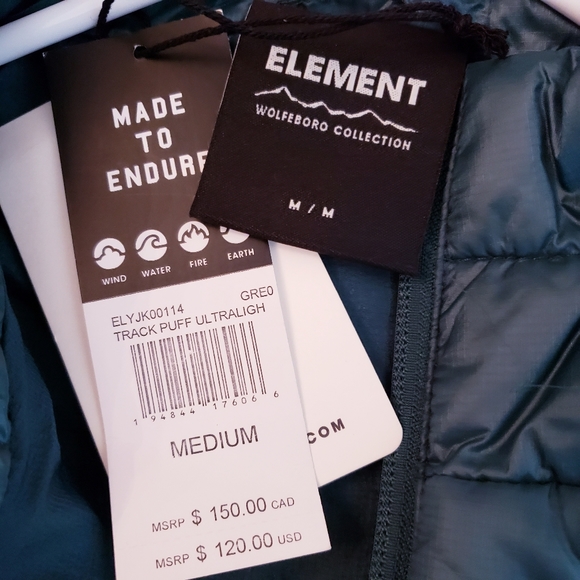 ELEMENT
WOLFEBORO COLLECTION
M / M
MADE
TO
ENDURE
WIND WATER FIRE EARTH
ELYJK00114 GRE0
TRACK PUFF ULTRALIGH
1 94844 17606 6
MEDIUM
MSRP $ 150.00 CAD
MSRP $ 120.00 USD
.COM